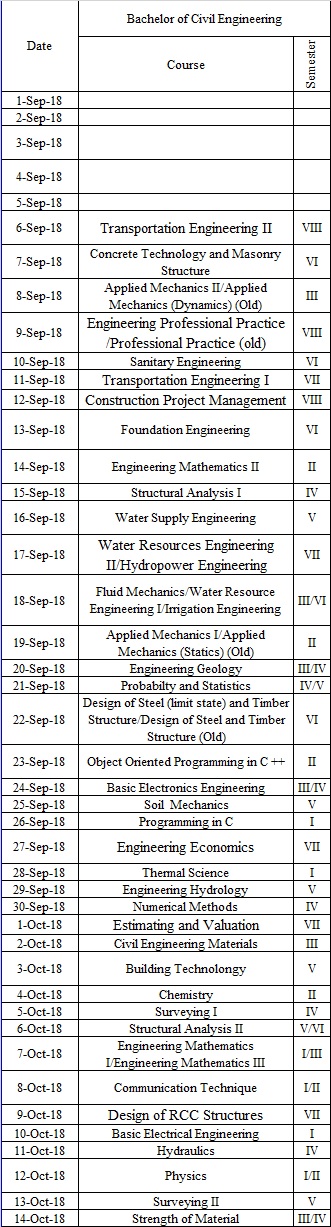 Bachelor of Civil Engineering
Date
Course
Semester
1-Sep-18
2-Sep-18
3-Sep-18
4-Sep-18
5-Sep-18
6-Sep-18 Transportation Engineering II VIII
7-Sep-18 Concrete Technology and Masonry
Structure VI
8-Sep-18 Applied Mechanics II/Applied
Mechanics (Dynamics) (Old) III
9-Sep-18 Engineering Professional Practice
/Professional Practice (old) VIII
10-Sep-18 Sanitary Engineering VI
11-Sep-18 Transportation Engineering I VII
12-Sep-18 Construction Project Management VIII
13-Sep-18 Foundation Engineering VI
14-Sep-18 Engineering Mathematics II II
15-Sep-18 Structural Analysis I IV
16-Sep-18 Water Supply Engineering V
17-Sep-18 Water Resources Engineering
II/Hydropower Engineering VII
18-Sep-18 Fluid Mechanics/Water Resource
Engineering I/Irrigation Engineering III/VI
19-Sep-18 Applied Mechanics I/Applied
Mechanics (Statics) (Old) II
20-Sep-18 Engineering Geology III/IV
21-Sep-18 Probabilty and Statistics IV/V
22-Sep-18 Design of Steel (limit state) and Timber
Structure/Design of Steel and Timber
Structure (Old) VI
23-Sep-18 Object Oriented Programming in C ++ II
24-Sep-18 Basic Electronics Engineering III/IV
25-Sep-18 Soil Mechanics V
26-Sep-18 Programming in C I
27-Sep-18 Engineering Economics VII
28-Sep-18 Thermal Science I
29-Sep-18 Engineering Hydrology V
30-Sep-18 Numerical Methods IV
1-Oct-18 Estimating and Valuation VII
2-Oct-18 Civil Engineering Materials III
3-Oct-18 Building Technolongy V
4-Oct-18 Chemistry II
5-Oct-18 Surveying I IV
6-Oct-18 Structural Analysis II V/VI
7-Oct-18 Engineering Mathematics
I/Engineering Mathematics III I/III
8-Oct-18 Communication Technique I/II
9-Oct-18 Design of RCC Structures VII
10-Oct-18 Basic Electrical Engineering I
11-Oct-18 Hydraulics IV
12-Oct-18 Physics I/II
13-Oct-18 Surveying II V
14-Oct-18 Strength of Material III/IV